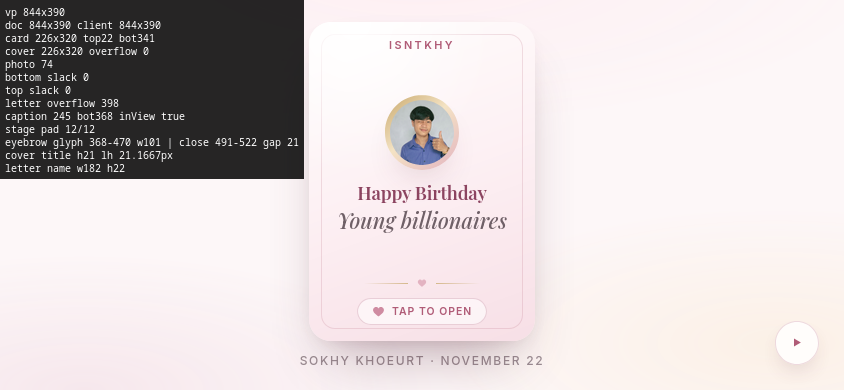 vp 844x390
doc 844x390 client 844x390
card 226x320 top22 bot341
cover 226x320 overflow 0
photo 74
bottom slack 0
top slack 0
letter overflow 398
caption 245 bot368 inView true
stage pad 12/12
eyebrow glyph 368-470 w101 | close 491-522 gap 21
cover title h21 lh 21.1667px
letter name w182 h22
ISNTKHY
Happy Birthday
Young billionaires
TAP TO OPEN
SOKHY KHOEURT · NOVEMBER 22